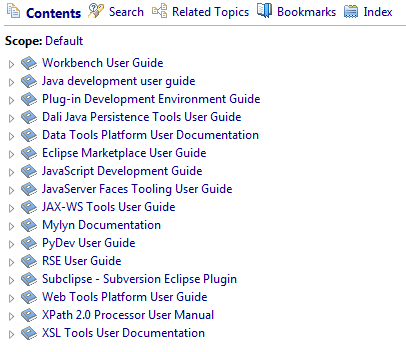 Contents Search Related Topics Bookmarks Index
Scope: Default
Workbench User Guide
Java development user guide
Plug-in Development Environment Guide
Dali Java Persistence Tools User Guide
Data Tools Platform User Documentation
Eclipse Marketplace User Guide
JavaScript Development Guide
JavaServer Faces Tooling User Guide
JAX-WS Tools User Guide
Mylyn Documentation
PyDev User Guide
RSE User Guide
Subclipse - Subversion Eclipse Plugin
Web Tools Platform User Guide
XPath 2.0 Processor User Manual
XSL Tools User Documentation